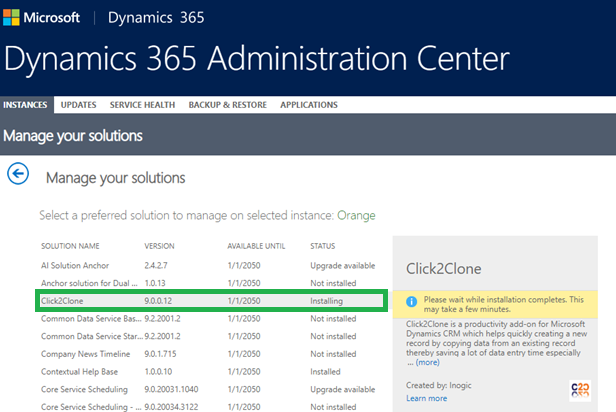 Microsoft | Dynamics 365
Dynamics 365 Administration Center
INSTANCES UPDATES SERVICE HEALTH BACKUP & RESTORE APPLICATIONS
Manage your solutions
Manage your solutions
Select a preferred solution to manage on selected instance: Orange
SOLUTION NAME VERSION AVAILABLE UNTIL STATUS
AI Solution Anchor 2.4.2.7 1/1/2050 Upgrade available
Anchor solution for Dual ... 1.0.13 1/1/2050 Not installed
Click2Clone 9.0.0.12 1/1/2050 Installing
Common Data Service Bas... 9.2.2001.2 1/1/2050 Not installed
Common Data Service Star... 9.2.2001.2 1/1/2050 Not installed
Company News Timeline 9.0.1.715 1/1/2050 Not installed
Contextual Help Base 1.0.0.10 1/1/2050 Installed
Core Service Scheduling 9.0.20031.1040 1/1/2050 Upgrade available
Core Service Scheduling - ... 9.0.20034.3122 1/1/2050 Not installed
Click2Clone
Please wait while installation completes. This
may take a few minutes.
Click2Clone is a productivity add-on for Microsoft
Dynamics CRM which helps quickly creating a new
record by copying data from an existing record
thereby saving a lot of data entry time especially
... (more)
Created by: Inogic
Learn more